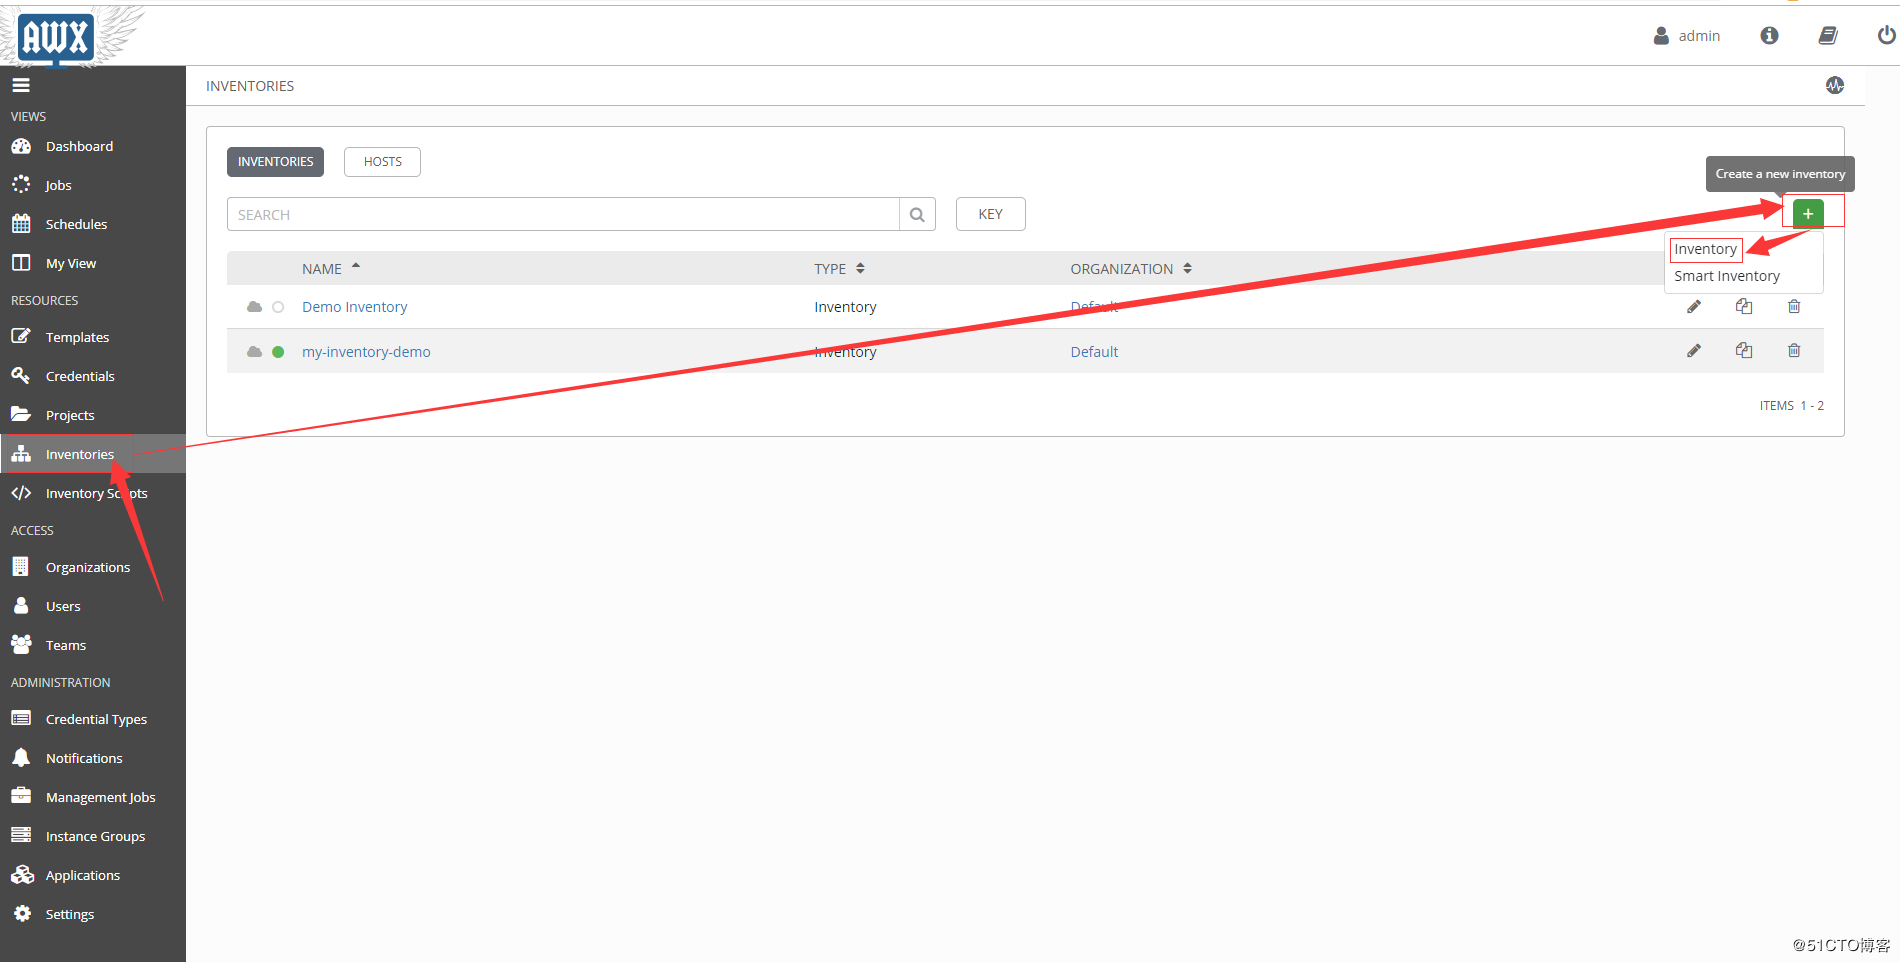 AWX
admin
INVENTORIES
VIEWS
Dashboard
Jobs
Schedules
My View
RESOURCES
Templates
Credentials
Projects
Inventories
Inventory Scripts
ACCESS
Organizations
Users
Teams
ADMINISTRATION
Credential Types
Notifications
Management Jobs
Instance Groups
Applications
Settings
INVENTORIES HOSTS
Create a new inventory
SEARCH KEY +
Inventory
Smart Inventory
NAME TYPE ORGANIZATION
Demo Inventory Inventory Default
my-inventory-demo Inventory Default
ITEMS 1 - 2
@51CTO博客